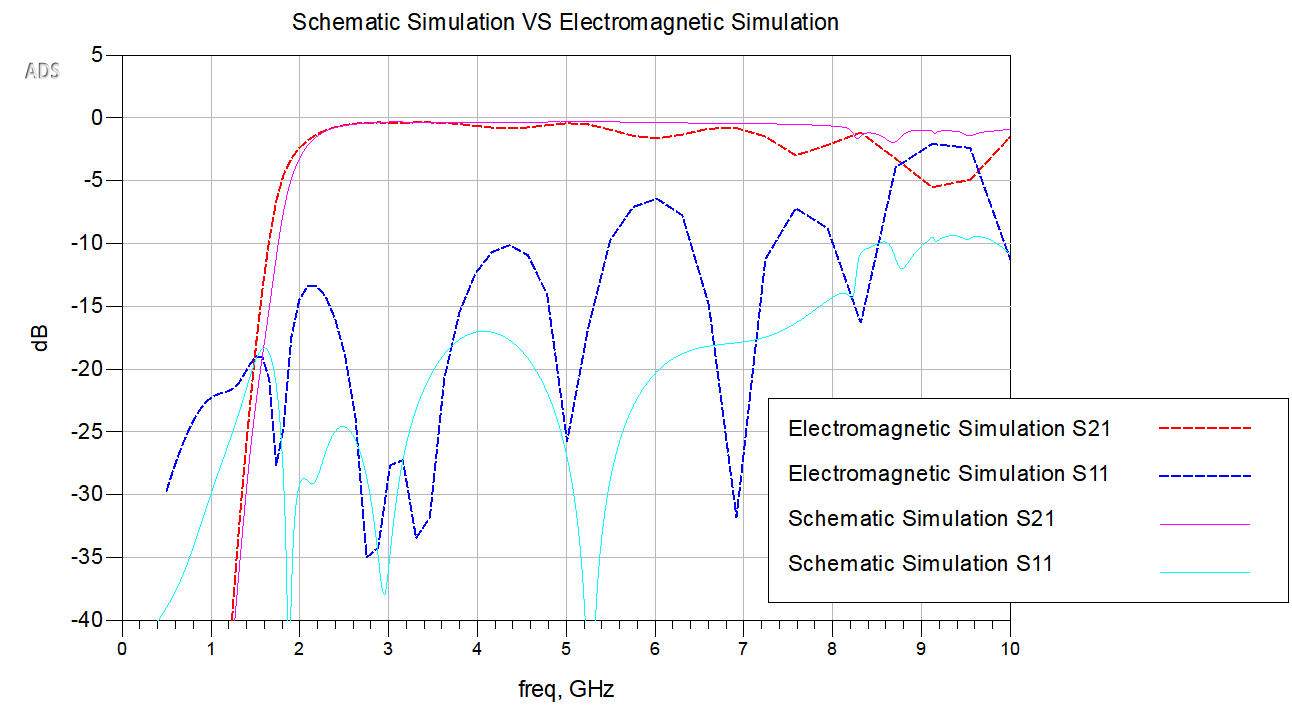 Schematic Simulation VS Electromagnetic Simulation
ADS
5
0
-5
-10
-15
-20
-25
-30
-35
-40
dB
0 1 2 3 4 5 6 7 8 9 10
freq, GHz
Electromagnetic Simulation S21
Electromagnetic Simulation S11
Schematic Simulation S21
Schematic Simulation S11